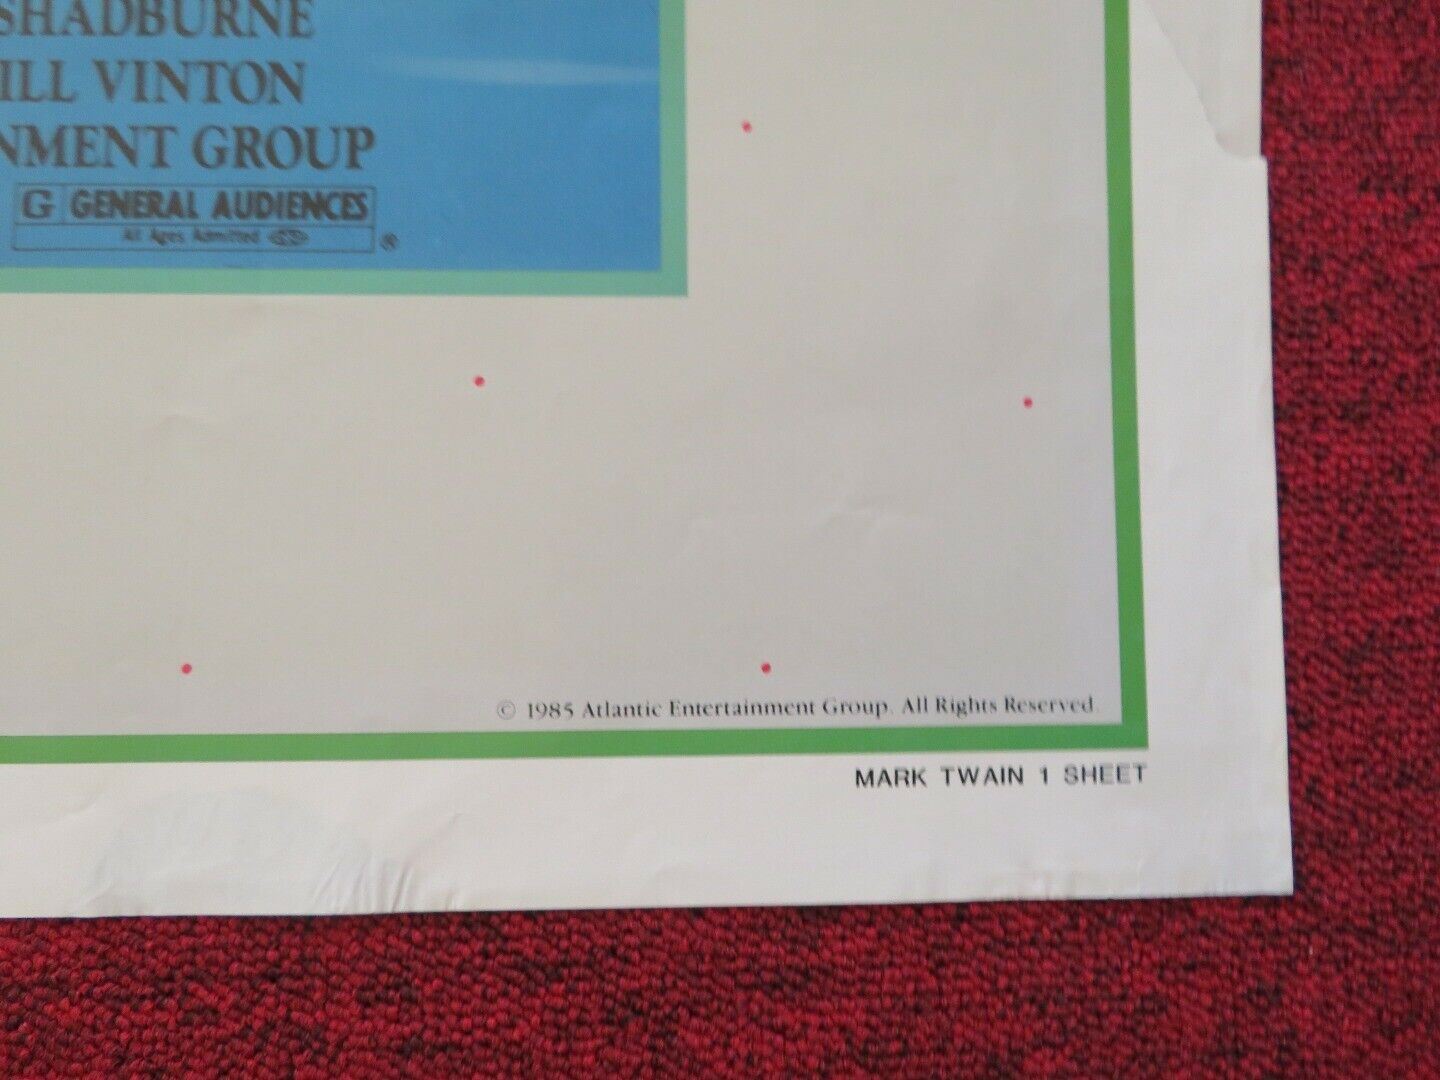 SHADBURNE
ILL VINTON
NMENT GROUP
G GENERAL AUDIENCES
All Ages Admitted
®
© 1985 Atlantic Entertainment Group. All Rights Reserved.
MARK TWAIN 1 SHEET